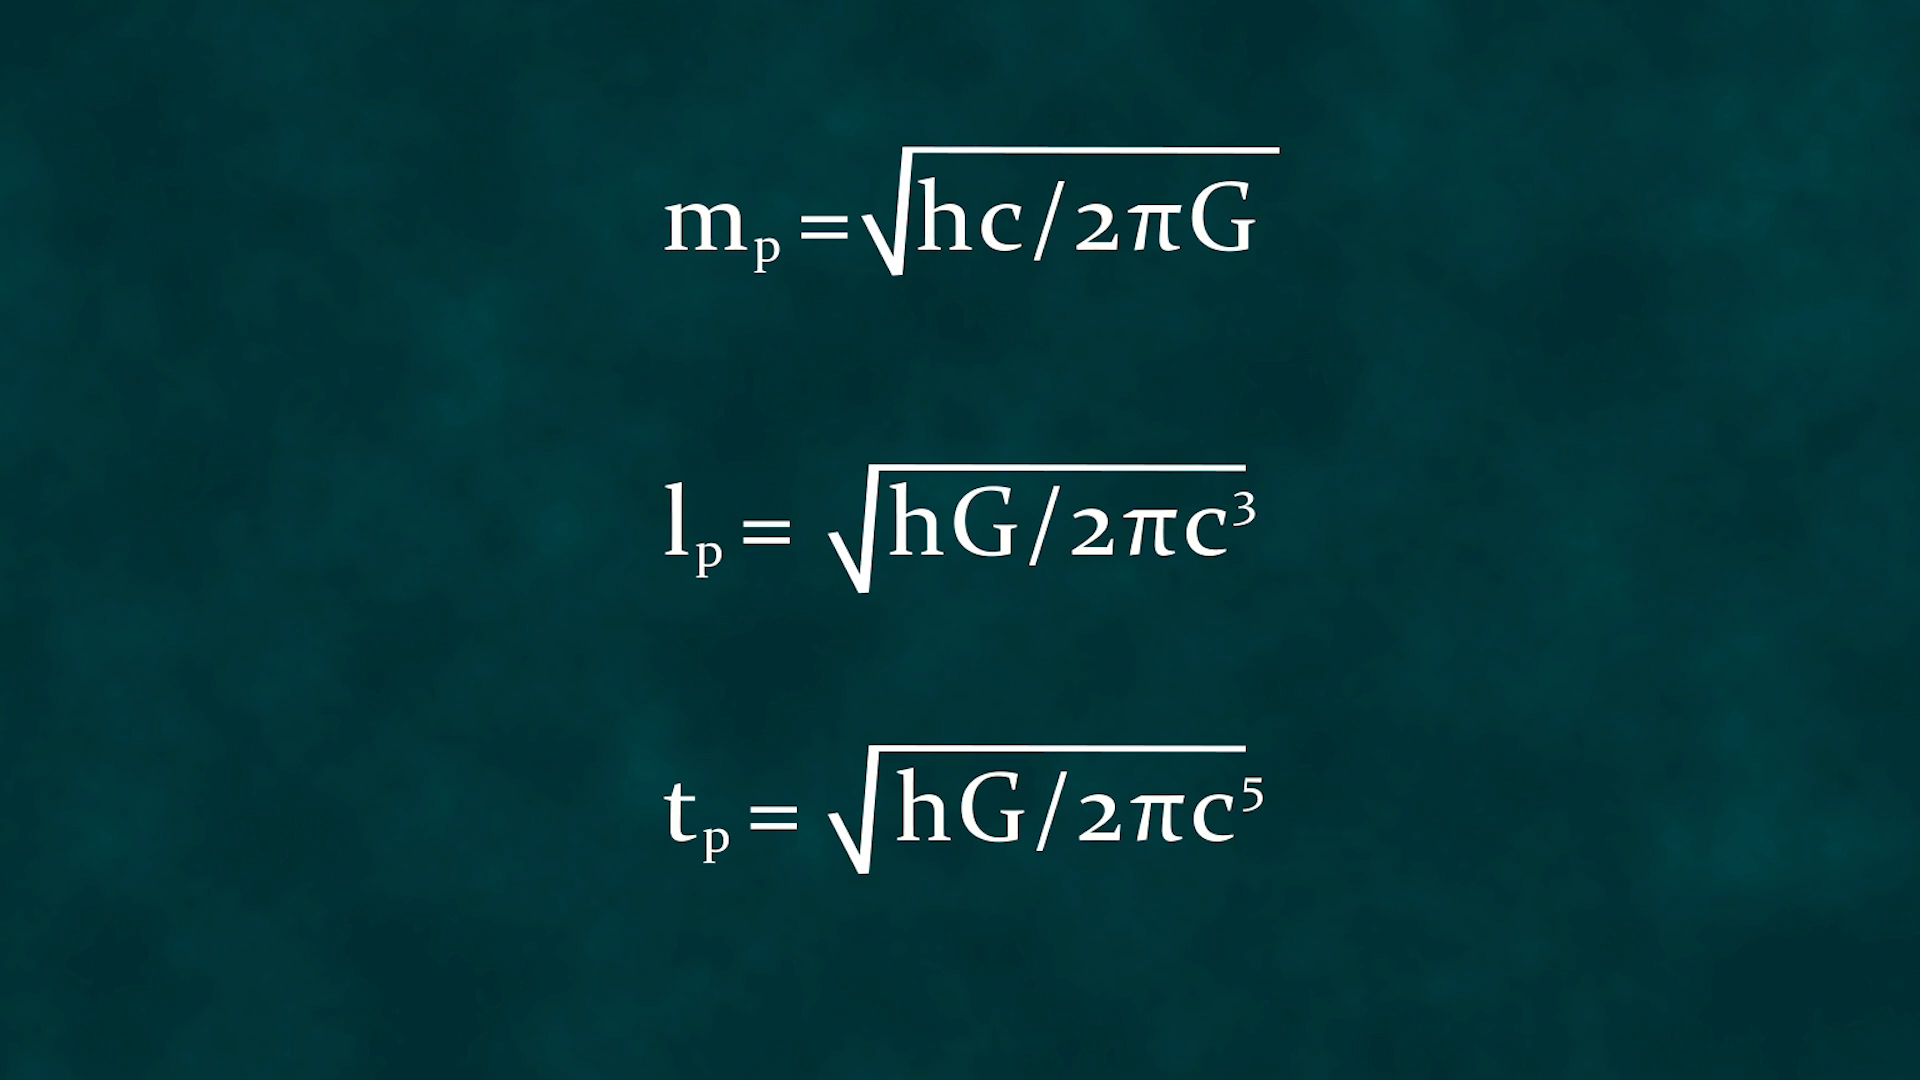 mₚ = √hc/2πG
lₚ = √hG/2πc³
tₚ = √hG/2πc⁵